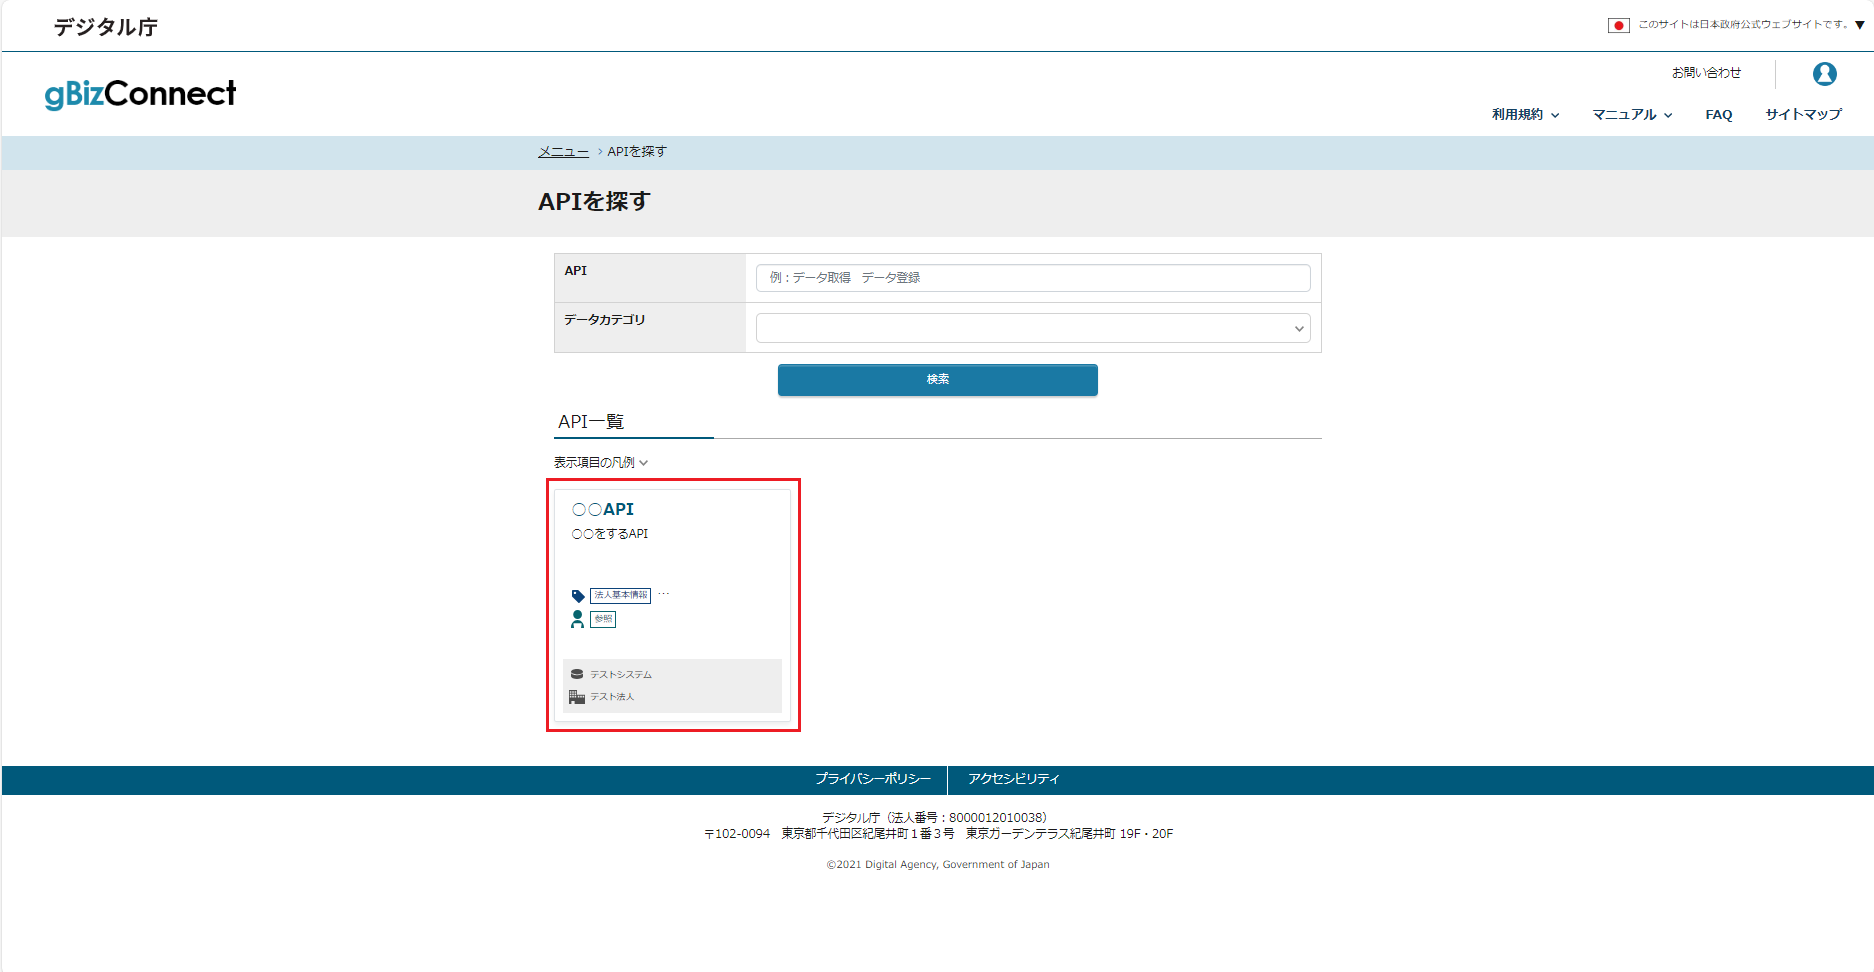 デジタル庁
このサイトは日本政府公式ウェブサイトです。▼
gBizConnect
お問い合わせ
利用規約 マニュアル FAQ サイトマップ
メニュー > APIを探す
APIを探す
API
例：データ取得　データ登録
データカテゴリ
検索
API一覧
表示項目の凡例
○○API
○○をするAPI
法人基本情報 …
参照
テストシステム
テスト法人
プライバシーポリシー アクセシビリティ
デジタル庁（法人番号：8000012010038）
〒102-0094　東京都千代田区紀尾井町１番３号　東京ガーデンテラス紀尾井町 19F・20F
©2021 Digital Agency, Government of Japan